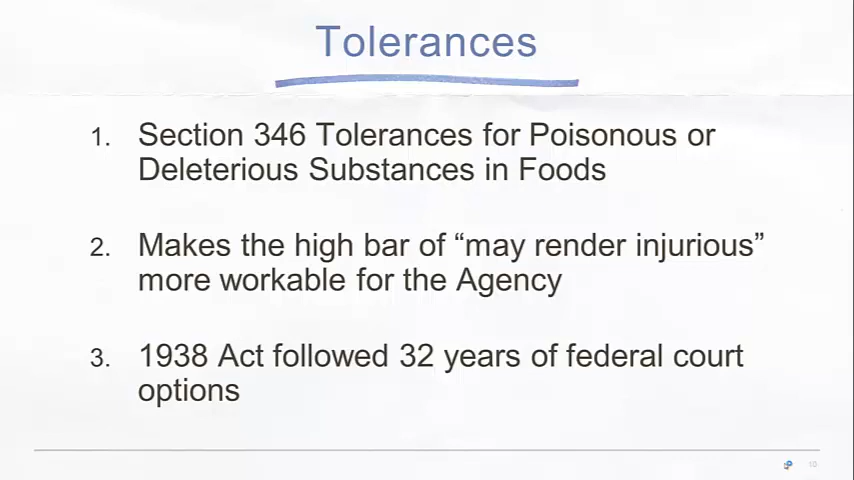 Tolerances
1. Section 346 Tolerances for Poisonous or
Deleterious Substances in Foods
2. Makes the high bar of “may render injurious”
more workable for the Agency
3. 1938 Act followed 32 years of federal court
options
10